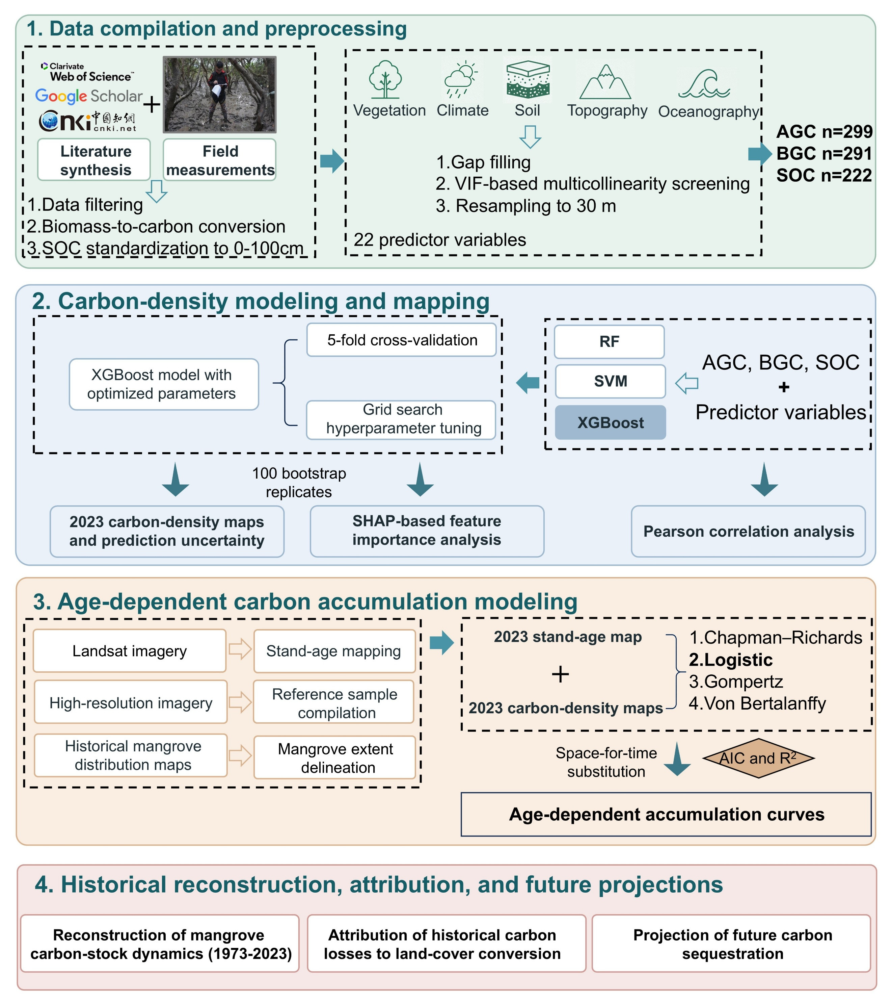 1. Data compilation and preprocessing
Clarivate
Web of Science™
Google Scholar
+
Cnki中国知網
cnki.net
Literature
synthesis
Field
measurements
1.Data filtering
2.Biomass-to-carbon conversion
3.SOC standardization to 0-100cm
Vegetation
Climate
Soil
Topography
Oceanography
1.Gap filling
2. VIF-based multicollinearity screening
3. Resampling to 30 m
22 predictor variables
AGC n=299
BGC n=291
SOC n=222
2. Carbon-density modeling and mapping
XGBoost model with
optimized parameters
5-fold cross-validation
Grid search
hyperparameter tuning
RF
SVM
XGBoost
AGC, BGC, SOC
+
Predictor variables
100 bootstrap
replicates
2023 carbon-density maps
and prediction uncertainty
SHAP-based feature
importance analysis
Pearson correlation analysis
3. Age-dependent carbon accumulation modeling
Landsat imagery
Stand-age mapping
High-resolution imagery
Reference sample
compilation
Historical mangrove
distribution maps
Mangrove extent
delineation
2023 stand-age map
+
2023 carbon-density maps
1.Chapman–Richards
2.Logistic
3.Gompertz
4.Von Bertalanffy
Space-for-time
substitution
AIC and R²
Age-dependent accumulation curves
4. Historical reconstruction, attribution, and future projections
Reconstruction of mangrove
carbon-stock dynamics (1973-2023)
Attribution of historical carbon
losses to land-cover conversion
Projection of future carbon
sequestration